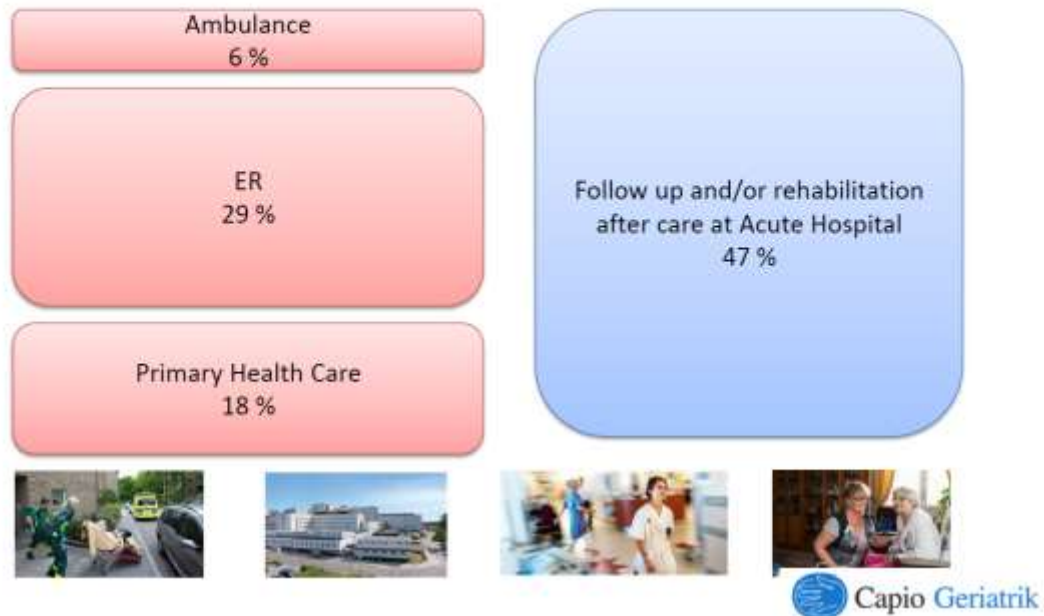 Ambulance
6 %
ER
29 %
Primary Health Care
18 %
Follow up and/or rehabilitation
after care at Acute Hospital
47 %
Capio Geriatrik